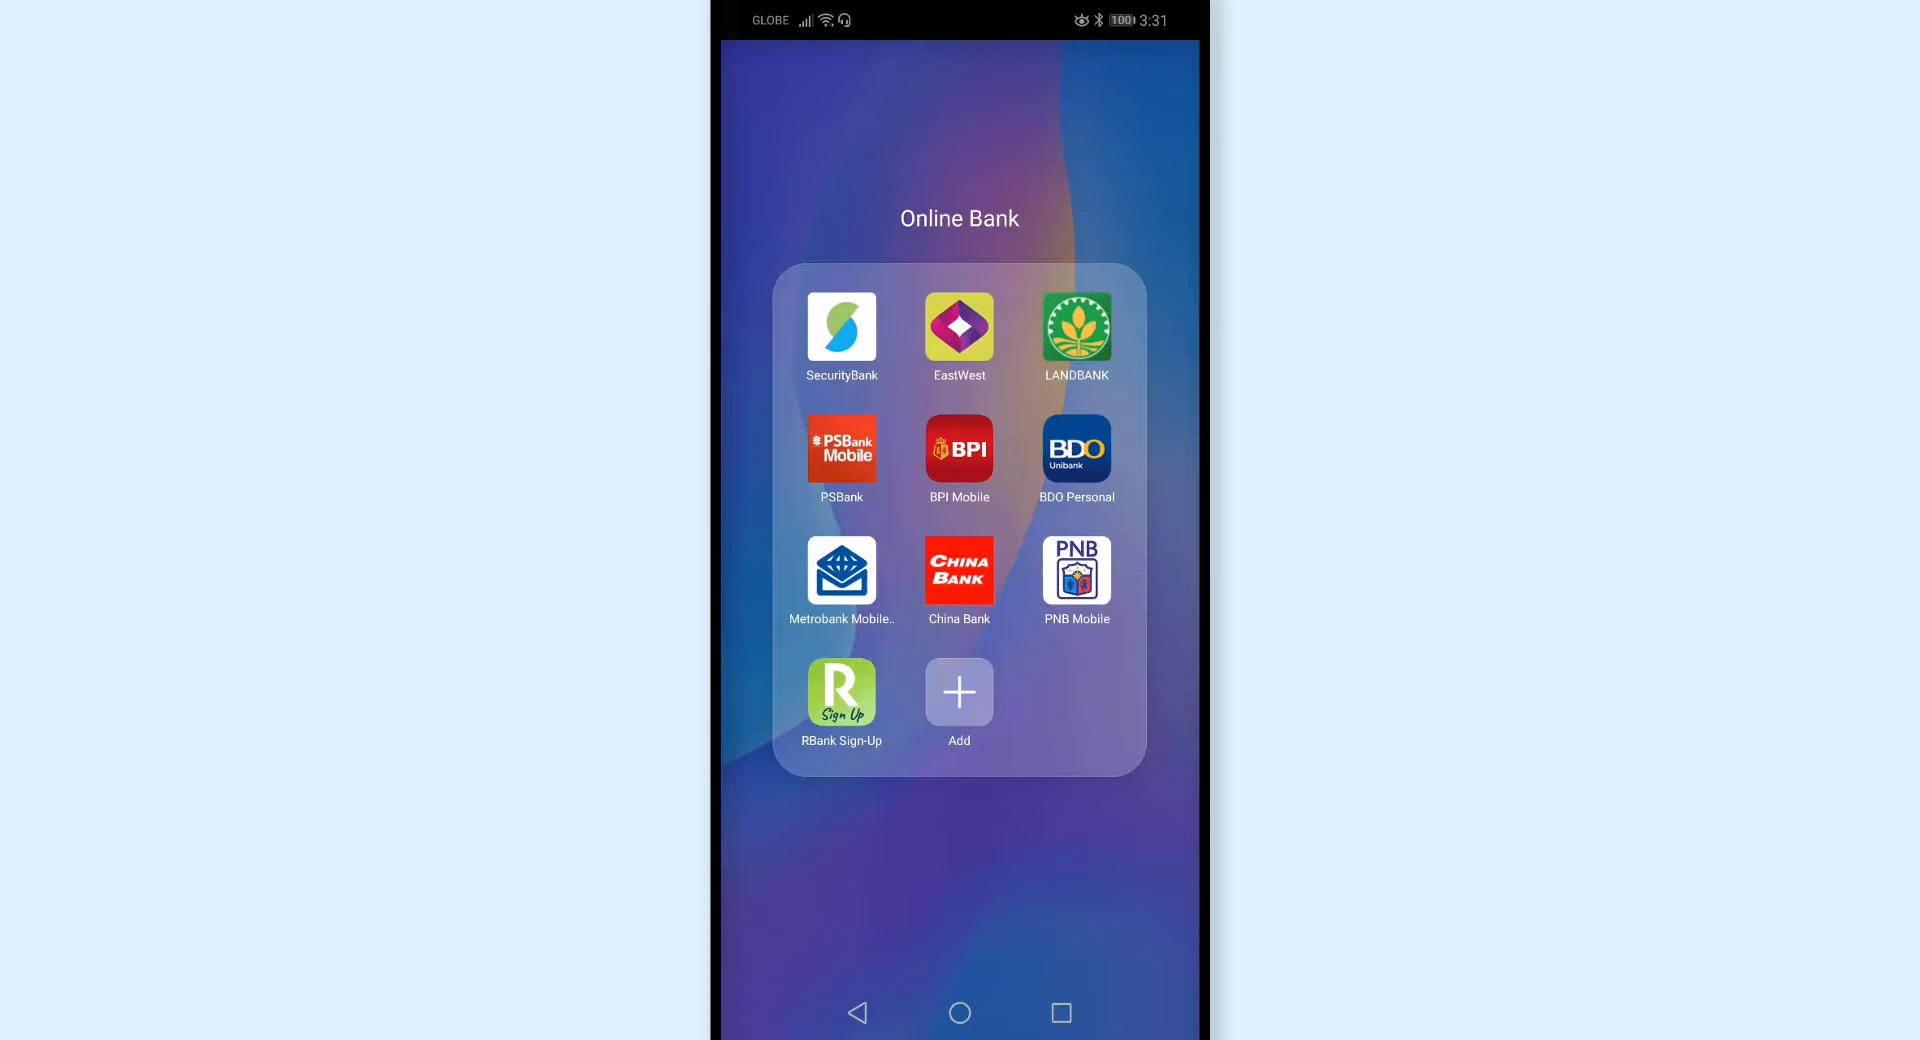 GLOBE 100 3:31
Online Bank
SecurityBank EastWest LANDBANK
PSBank Mobile BPI BDO Unibank
PSBank BPI Mobile BDO Personal
CHINA BANK PNB
Metrobank Mobile.. China Bank PNB Mobile
R Sign Up
RBank Sign-Up Add